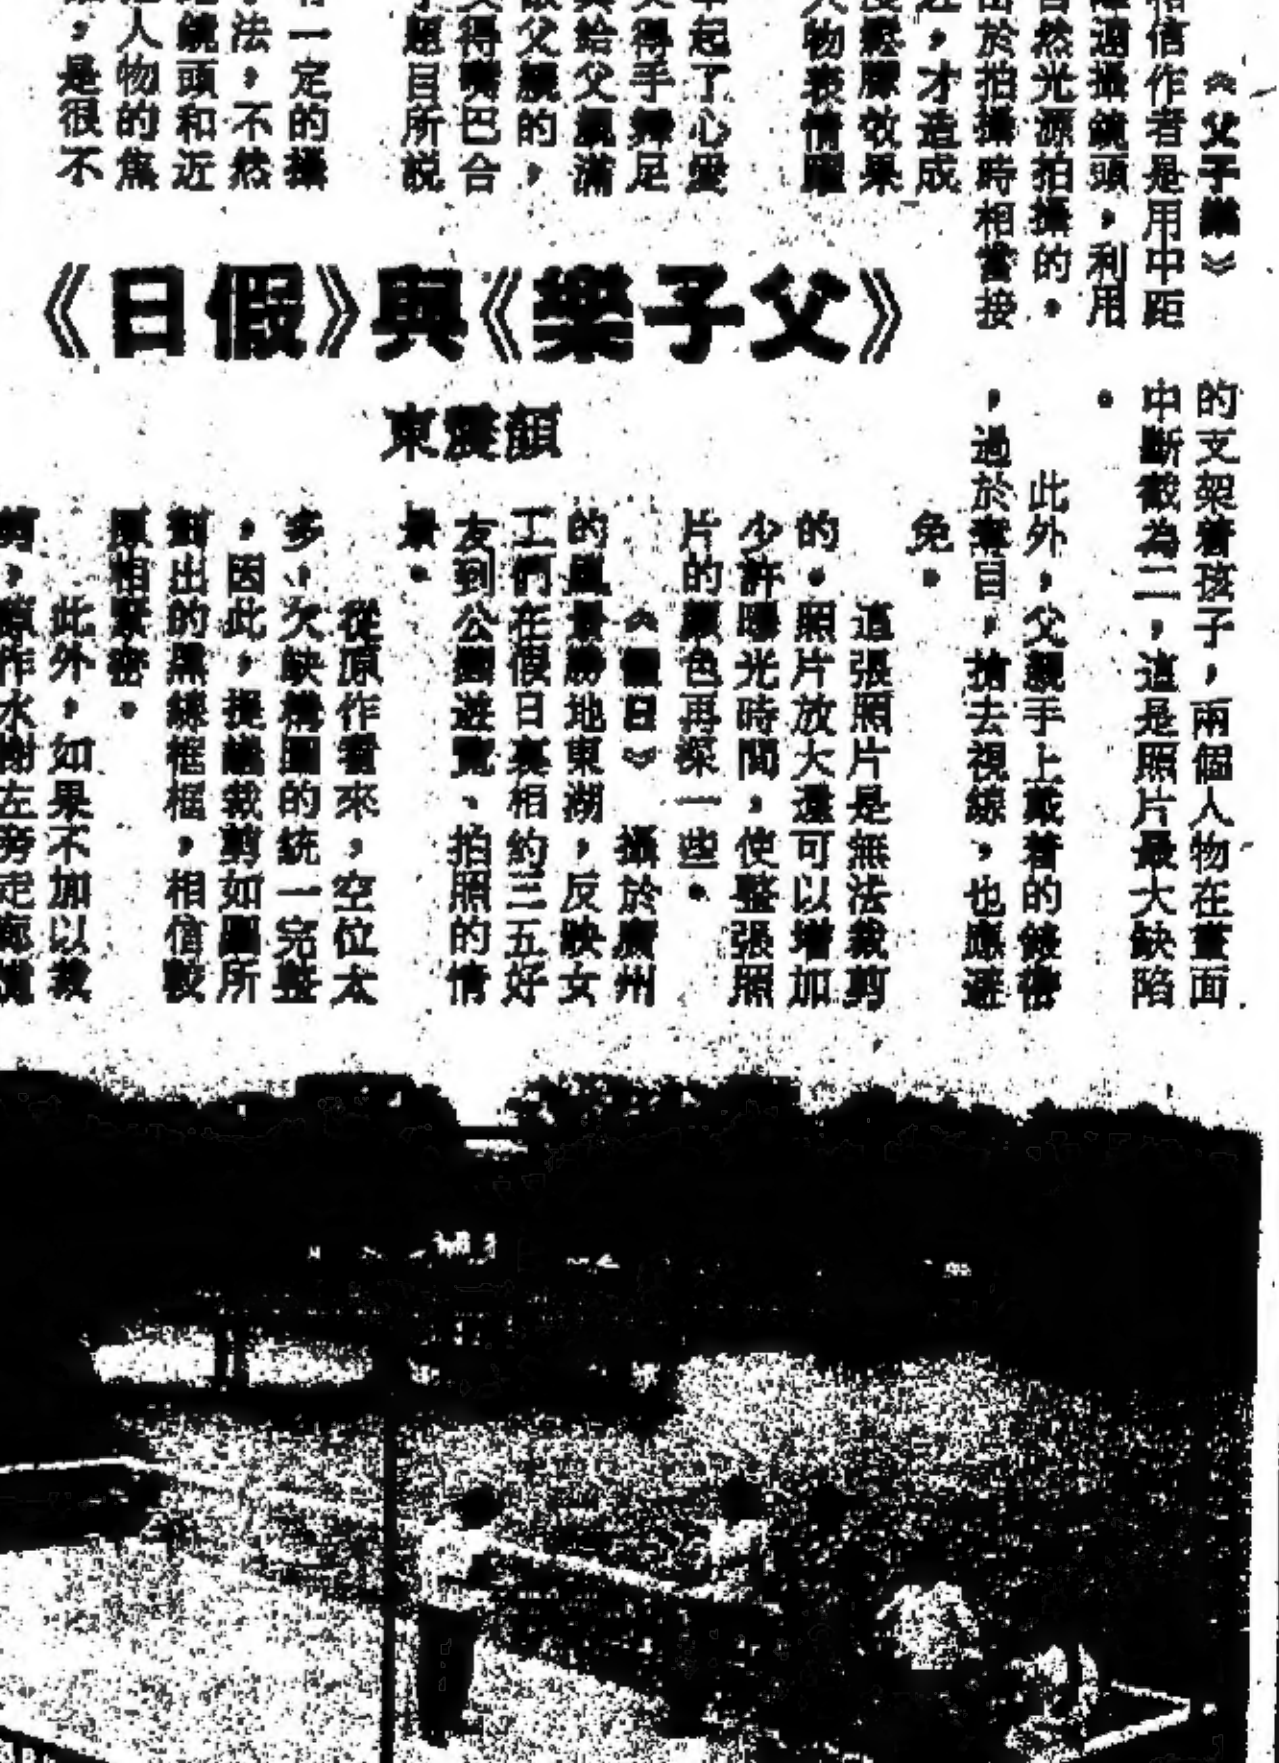 《父子樂》與《假日》
顏震東
《父子樂》
相信作者是用中距
離遠攝鏡頭,利用
自然光源拍攝的。
由於拍攝時相當接
近,才造成
朦效果
人物表情
起了心愛
得手舞足
給父親滿
父親的,
得嘴巴合
題目所説
一定的攝
法,不然
鏡頭和近
人物的焦
,是很不
的支架着孩子,兩個人物在畫面
中斷截為二,這是照片最大缺陷
。
此外,父親手上戴着的錶帶
,過於奪目,搶去視線,也應避
免。
這張照片是無法裁剪
的。照片放大還可以增加
少許曝光時間,使整張照
片的顏色再深一些。
《假日》 攝於廣州
的風景勝地東湖,反映女
工們在假日裏相約三五好
友到公園遊覽、拍照的情
景。
從原作看來,空位太
多,欠缺構圖的統一完整
,因此,提議裁剪如圖所
劃出的黑線框框,相信較
原相緊密。
此外,如果不加以裁
剪,原作水榭左旁走廊